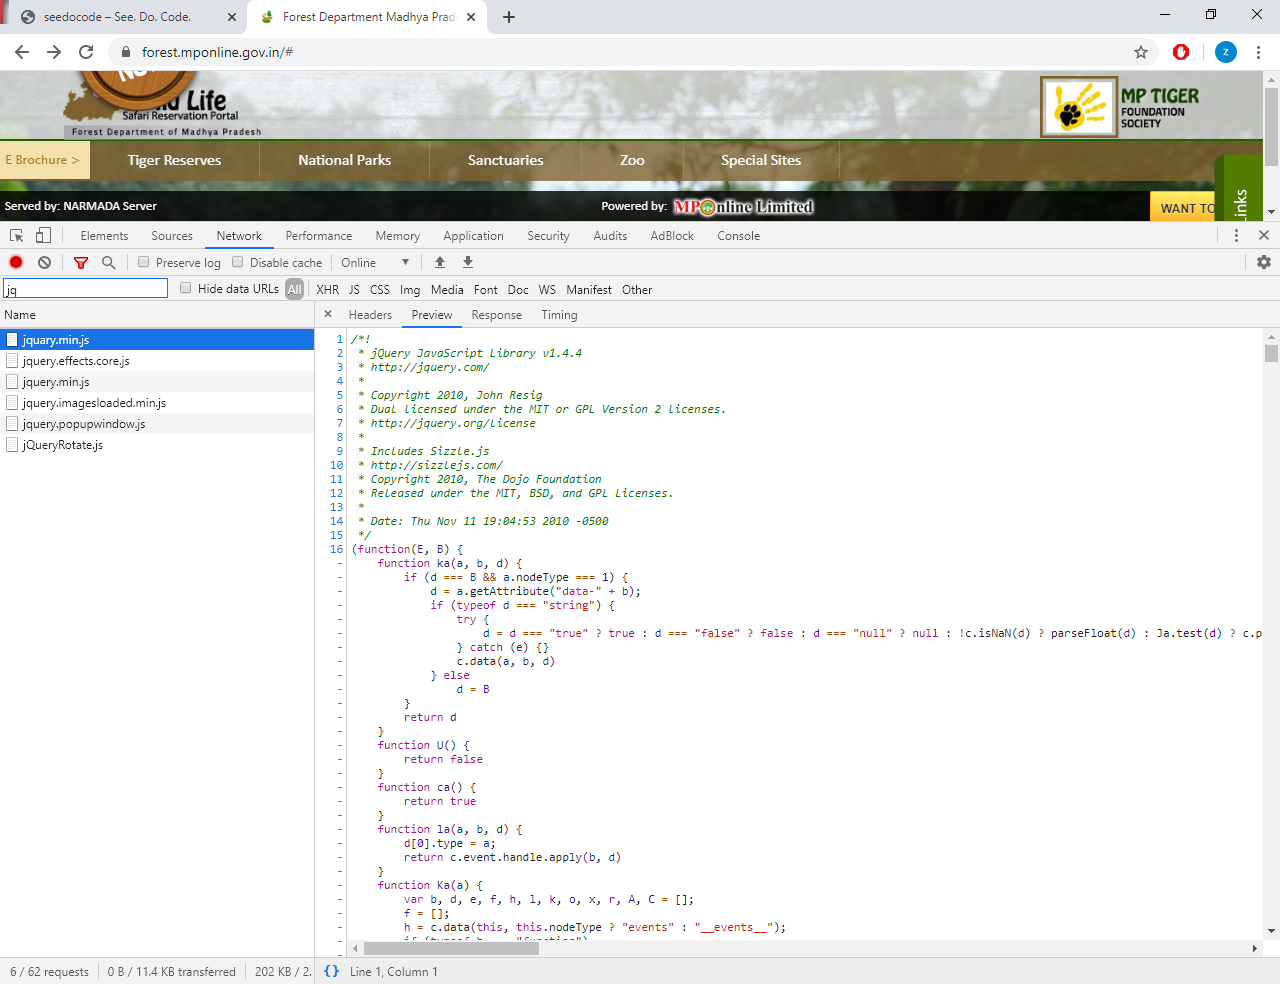 seedocode – See. Do. Code.
Forest Department Madhya Prad
forest.mponline.gov.in/#
Z
Life
Safari Reservation Portal
Forest Department of Madhya Pradesh
MP TIGER
FOUNDATION
SOCIETY
E Brochure >
Tiger Reserves
National Parks
Sanctuaries
Zoo
Special Sites
Served by: NARMADA Server
Powered by:
MPOnline Limited
WANT TO
Links
Elements
Sources
Network
Performance
Memory
Application
Security
Audits
AdBlock
Console
Preserve log
Disable cache
Online
jq
Hide data URLs
All
XHR
JS
CSS
Img
Media
Font
Doc
WS
Manifest
Other
Name
Headers
Preview
Response
Timing
jquary.min.js
jquery.effects.core.js
jquery.min.js
jquery.imagesloaded.min.js
jquery.popupwindow.js
jQueryRotate.js
1 /*!
2 * jQuery JavaScript Library v1.4.4
3 * http://jquery.com/
4 *
5 * Copyright 2010, John Resig
6 * Dual licensed under the MIT or GPL Version 2 licenses.
7 * http://jquery.org/license
8 *
9 * Includes Sizzle.js
10 * http://sizzlejs.com/
11 * Copyright 2010, The Dojo Foundation
12 * Released under the MIT, BSD, and GPL Licenses.
13 *
14 * Date: Thu Nov 11 19:04:53 2010 -0500
15 */
16 (function(E, B) {
- function ka(a, b, d) {
- if (d === B && a.nodeType === 1) {
- d = a.getAttribute("data-" + b);
- if (typeof d === "string") {
- try {
- d = d === "true" ? true : d === "false" ? false : d === "null" ? null : !c.isNaN(d) ? parseFloat(d) : Ja.test(d) ? c.p
- } catch (e) {}
- c.data(a, b, d)
- } else
- d = B
- }
- return d
- }
- function U() {
- return false
- }
- function ca() {
- return true
- }
- function la(a, b, d) {
- d[0].type = a;
- return c.event.handle.apply(b, d)
- }
- function Ka(a) {
- var b, d, e, f, h, l, k, o, x, r, A, C = [];
- f = [];
- h = c.data(this, this.nodeType ? "events" : "__events__");
6 / 62 requests
0 B / 11.4 KB transferred
202 KB / 2.
{} Line 1, Column 1